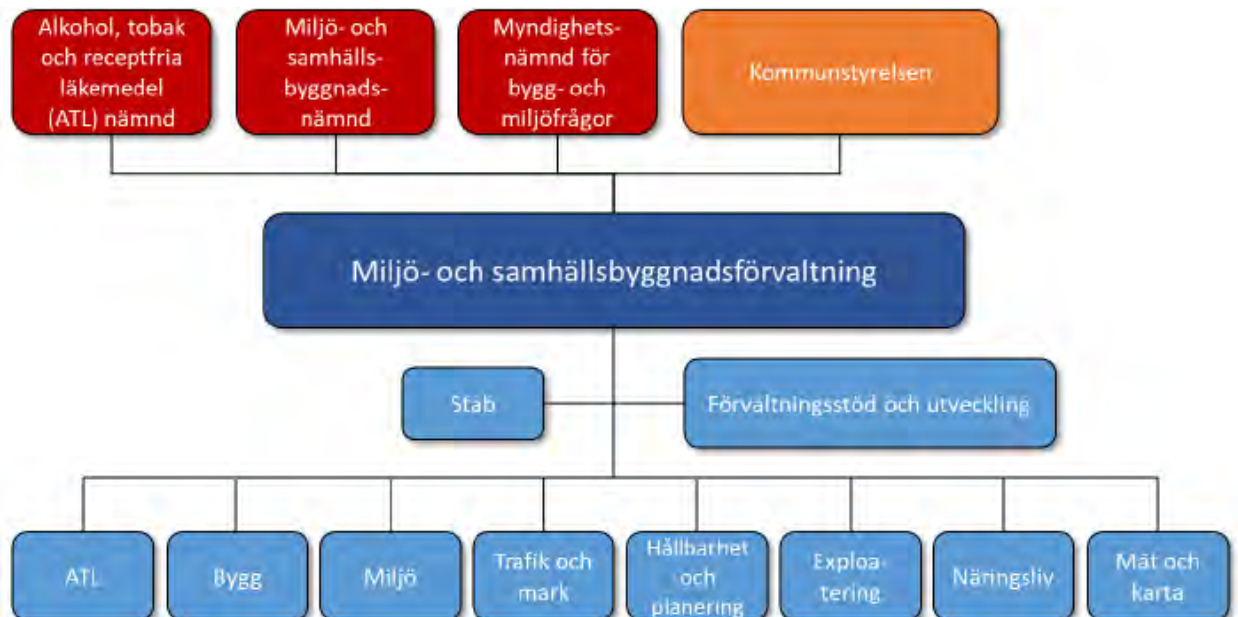 Alkohol, tobak
och receptfria
läkemedel
(ATL) nämnd
Miljö- och
samhälls-
byggnads-
nämnd
Myndighets-
nämnd för
bygg- och
miljöfrågor
Kommunstyrelsen
Miljö- och samhällsbyggnadsförvaltning
Stab
Förvaltningsstöd och utveckling
ATL
Bygg
Miljö
Trafik och
mark
Hållbarhet
och
planering
Exploa-
tering
Näringsliv
Mät och
karta